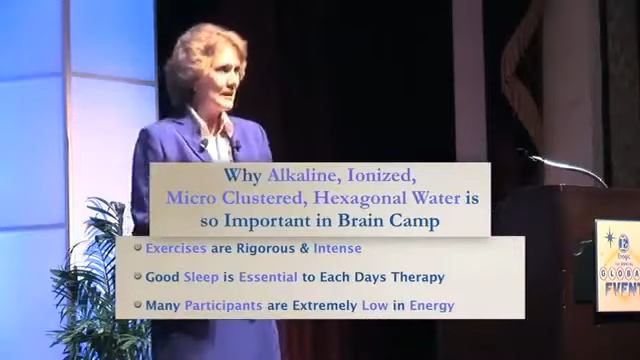 Why Alkaline, Ionized,
Micro Clustered, Hexagonal Water is
so Important in Brain Camp
Exercises are Rigorous & Intense
Good Sleep is Essential to Each Days Therapy
Many Participants are Extremely Low in Energy
GLOBAL
EVENT